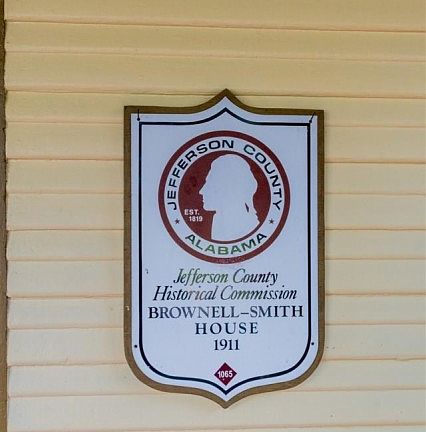 JEFFERSON COUNTY
EST.
1819
ALABAMA
Jefferson County
Historical Commission
BROWNELL–SMITH
HOUSE
1911
1065